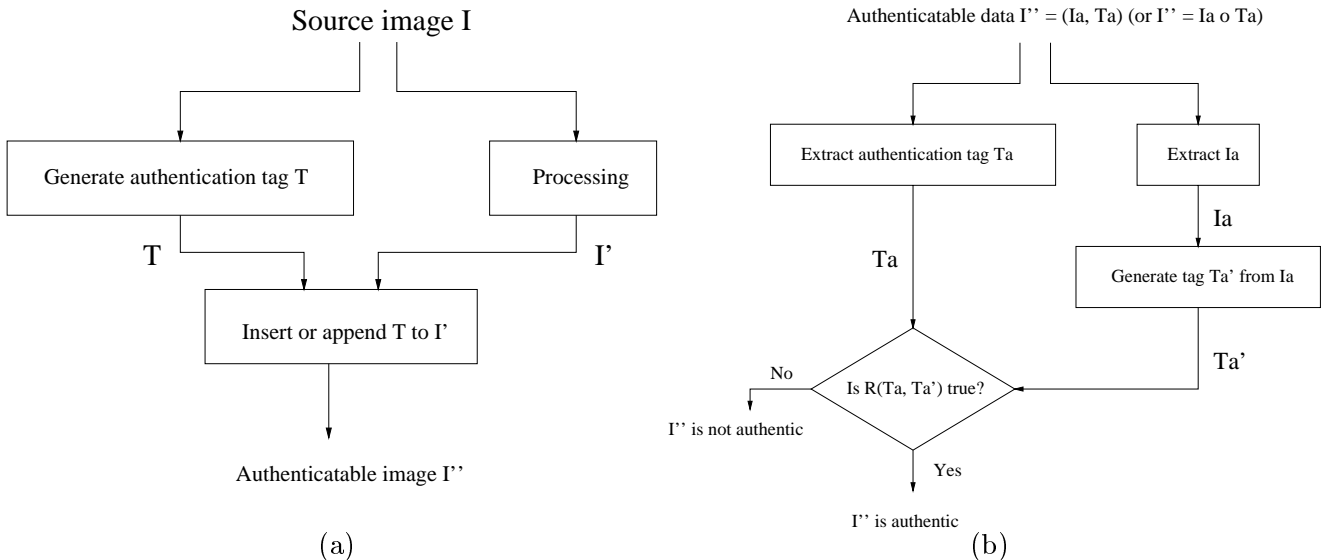 Source image I
Generate authentication tag T
Processing
T
I’
Insert or append T to I’
Authenticatable image I’’
(a)
Authenticatable data I’’ = (Ia, Ta) (or I’’ = Ia o Ta)
Extract authentication tag Ta
Extract Ia
Ia
Ta
Generate tag Ta’ from Ia
Ta’
Is R(Ta, Ta’) true?
No
I’’ is not authentic
Yes
I’’ is authentic
(b)